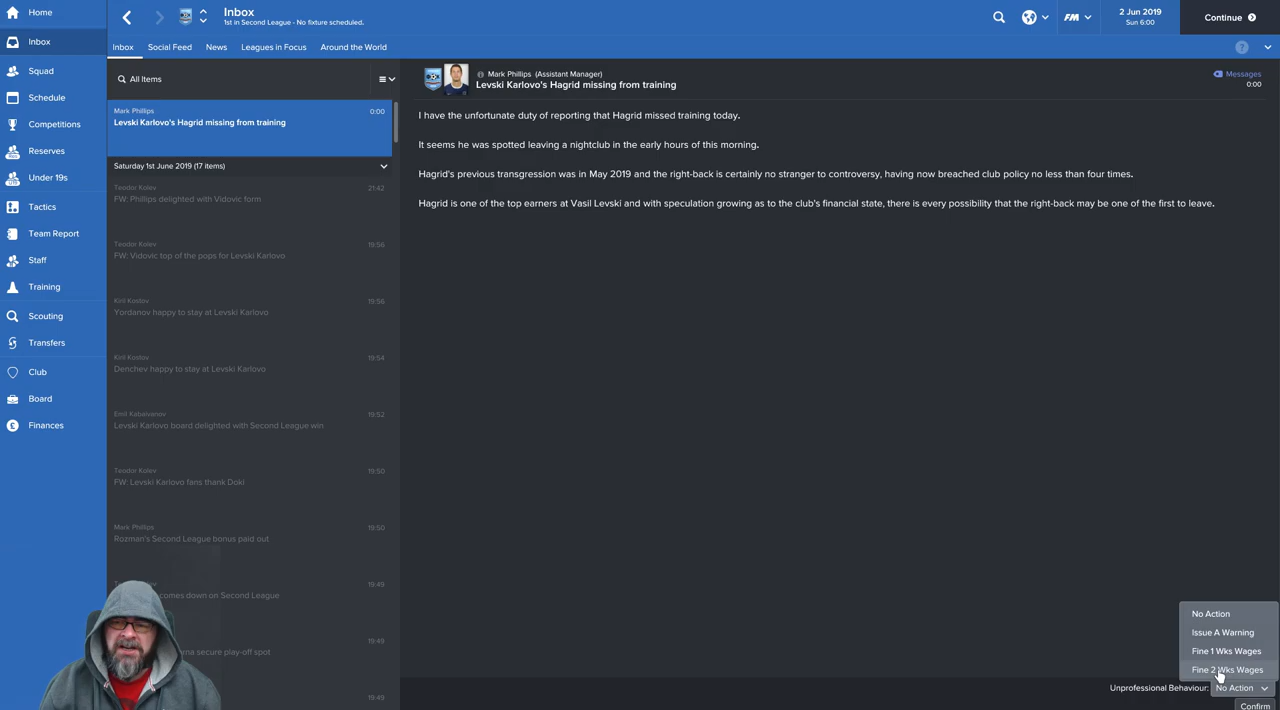 Home
Inbox
1st in Second League - No fixture scheduled.
FM
2 Jun 2019
Sun 6:00
Continue
Inbox
Squad
Schedule
Competitions
Reserves
Under 19s
Tactics
Team Report
Staff
Training
Scouting
Transfers
Club
Board
Finances
Inbox
Social Feed
News
Leagues in Focus
Around the World
All Items
Mark Phillips
0:00
Levski Karlovo's Hagrid missing from training
Saturday 1st June 2019 (17 items)
Teodor Kolev
21:42
FW: Phillips delighted with Vidovic form
Teodor Kolev
19:56
FW: Vidovic top of the pops for Levski Karlovo
Kiril Kostov
19:56
Yordanov happy to stay at Levski Karlovo
Kiril Kostov
19:54
Denchev happy to stay at Levski Karlovo
Emil Kabaivanov
19:52
Levski Karlovo board delighted with Second League win
Teodor Kolev
19:50
FW: Levski Karlovo fans thank Doki
Mark Phillips
19:50
Rozman's Second League bonus paid out
19:49
comes down on Second League
19:49
secure play-off spot
19:49
Mark Phillips (Assistant Manager)
Levski Karlovo's Hagrid missing from training
Messages
0:00
I have the unfortunate duty of reporting that Hagrid missed training today.
It seems he was spotted leaving a nightclub in the early hours of this morning.
Hagrid's previous transgression was in May 2019 and the right-back is certainly no stranger to controversy, having now breached club policy no less than four times.
Hagrid is one of the top earners at Vasil Levski and with speculation growing as to the club's financial state, there is every possibility that the right-back may be one of the first to leave.
No Action
Issue A Warning
Fine 1 Wks Wages
Fine 2 Wks Wages
Unprofessional Behaviour: No Action
Confirm